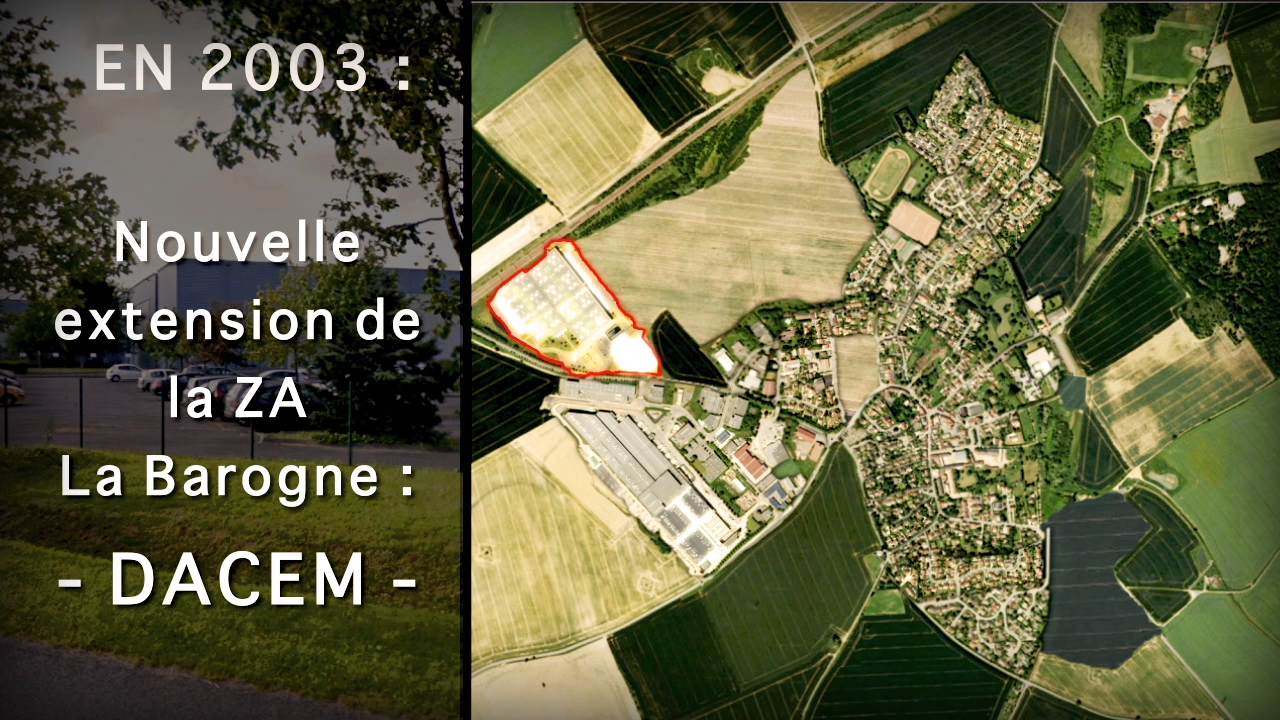 EN 2003 :
Nouvelle
extension de
la ZA
La Barogne :
- DACEM -